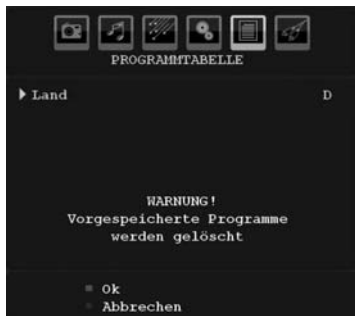 PROGRAMMTABELLE
Land D
WARNUNG!
Vorgespeicherte Programme
werden gelöscht
Ok
Abbrechen